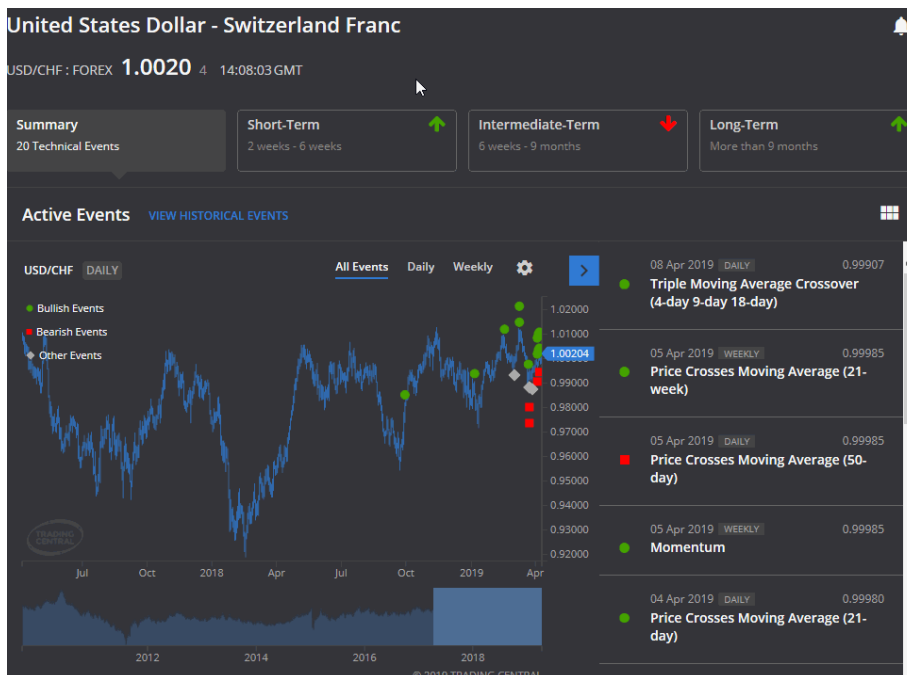 United States Dollar - Switzerland Franc
USD/CHF : FOREX 1.0020 4 14:08:03 GMT
Summary
20 Technical Events
Short-Term
2 weeks - 6 weeks
Intermediate-Term
6 weeks - 9 months
Long-Term
More than 9 months
Active Events VIEW HISTORICAL EVENTS
USD/CHF DAILY
All Events Daily Weekly
Bullish Events
Bearish Events
Other Events
1.02000
1.01000
1.00204
0.99000
0.98000
0.97000
0.96000
0.95000
0.94000
0.93000
0.92000
TRADING
CENTRAL
Jul Oct 2018 Apr Jul Oct 2019 Apr
2012 2014 2016 2018
© 2019 TRADING CENTRAL
08 Apr 2019 DAILY 0.99907
Triple Moving Average Crossover
(4-day 9-day 18-day)
05 Apr 2019 WEEKLY 0.99985
Price Crosses Moving Average (21-
week)
05 Apr 2019 DAILY 0.99985
Price Crosses Moving Average (50-
day)
05 Apr 2019 WEEKLY 0.99985
Momentum
04 Apr 2019 DAILY 0.99980
Price Crosses Moving Average (21-
day)